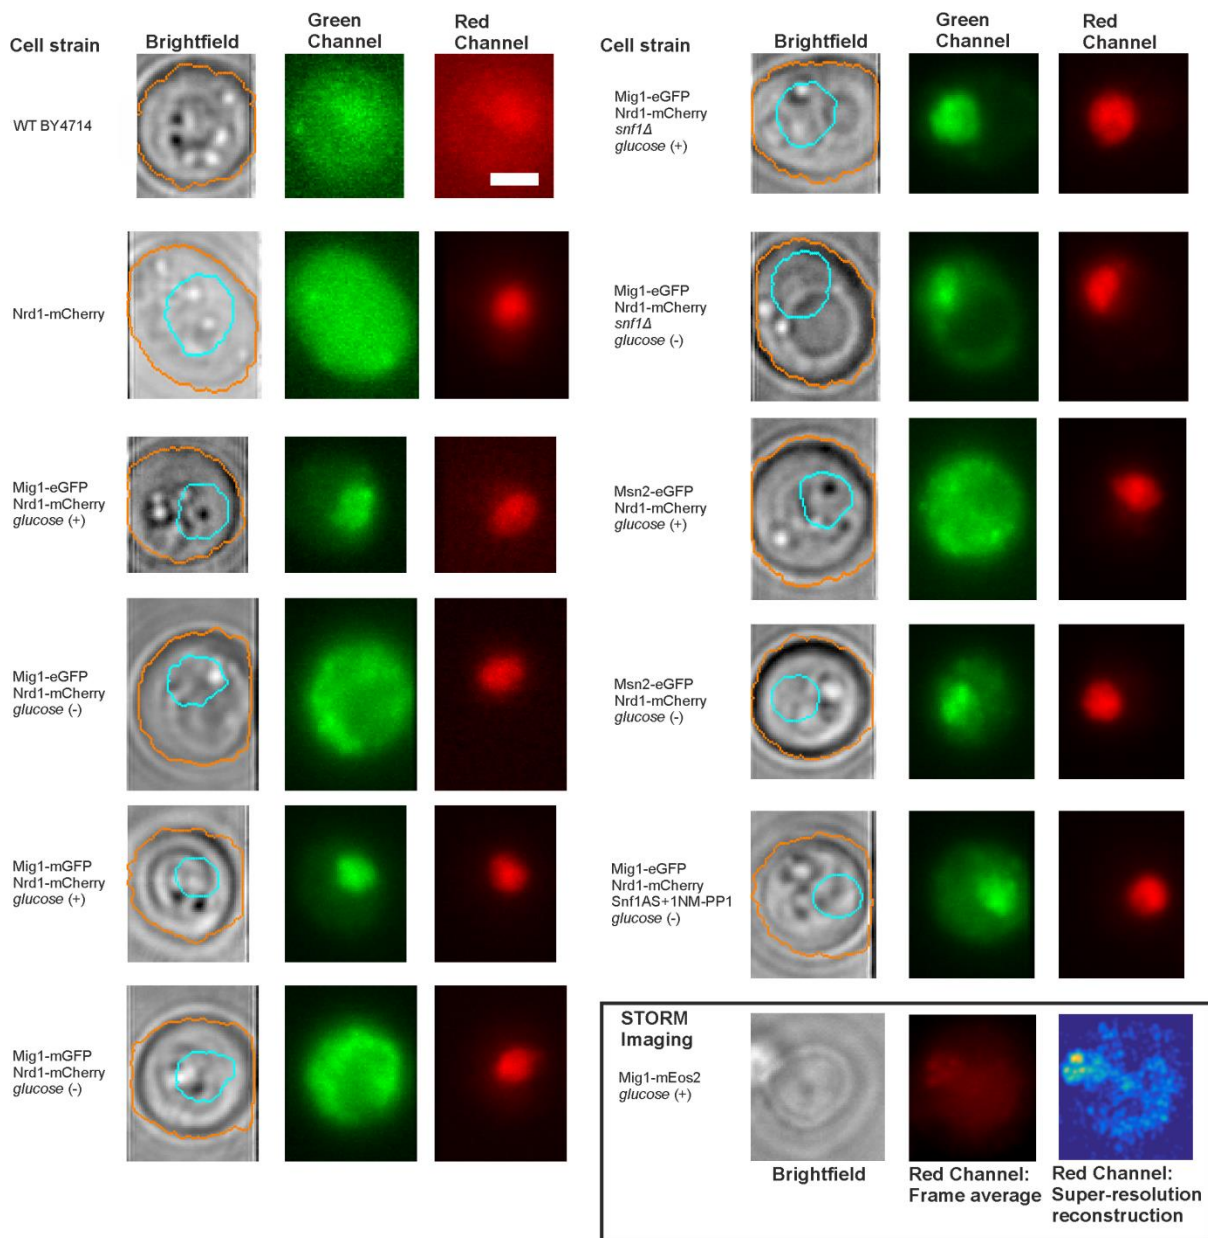 Cell strain
Brightfield
Green
Channel
Red
Channel
WT BY4714
Nrd1-mCherry
Mig1-eGFP
Nrd1-mCherry
glucose (+)
Mig1-eGFP
Nrd1-mCherry
glucose (-)
Mig1-mGFP
Nrd1-mCherry
glucose (+)
Mig1-mGFP
Nrd1-mCherry
glucose (-)
Cell strain
Brightfield
Green
Channel
Red
Channel
Mig1-eGFP
Nrd1-mCherry
snf1Δ
glucose (+)
Mig1-eGFP
Nrd1-mCherry
snf1Δ
glucose (-)
Msn2-eGFP
Nrd1-mCherry
glucose (+)
Msn2-eGFP
Nrd1-mCherry
glucose (-)
Mig1-eGFP
Nrd1-mCherry
Snf1AS+1NM-PP1
glucose (-)
STORM
Imaging
Mig1-mEos2
glucose (+)
Brightfield
Red Channel:
Frame average
Red Channel:
Super-resolution
reconstruction